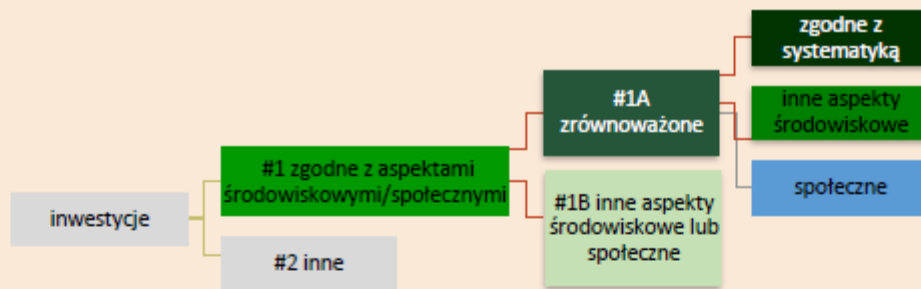 inwestycje
#1 zgodne z aspektami
środowiskowymi/społecznymi
#2 inne
#1A
zrównoważone
#1B inne aspekty
środowiskowe lub
społeczne
zgodne z
systematyką
inne aspekty
środowiskowe
społeczne